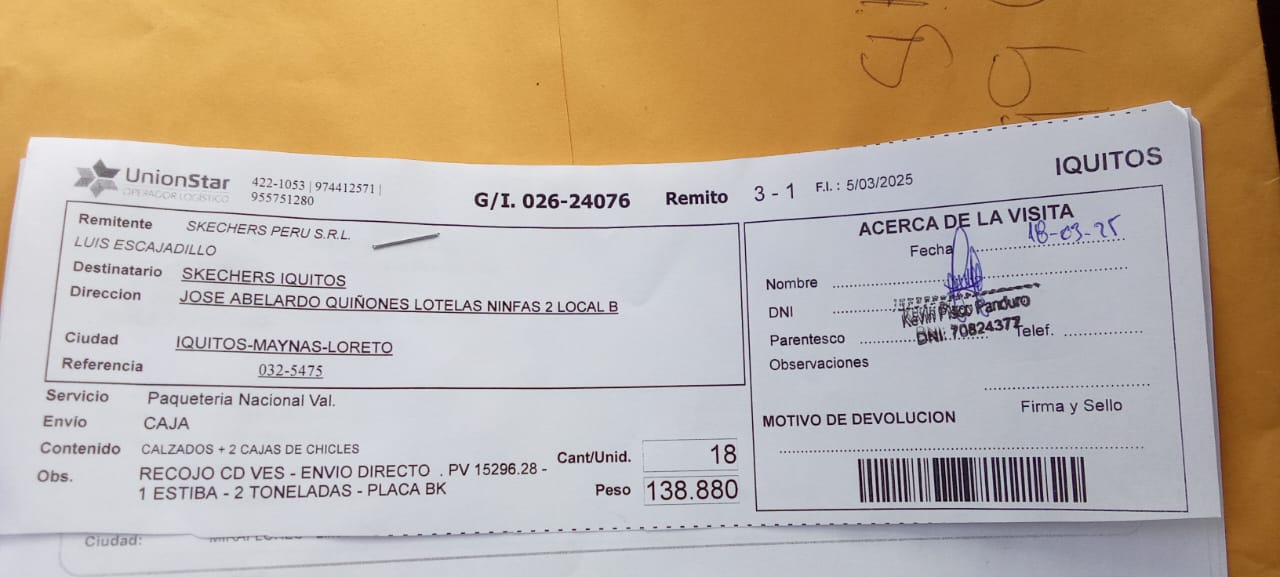 UnionStar
OPERADOR LOGISTICO
422-1053 | 974412571 |
955751280
G/I. 026-24076 Remito 3 - 1 F.I. : 5/03/2025
IQUITOS
Remitente SKECHERS PERU S.R.L.
LUIS ESCAJADILLO
Destinatario SKECHERS IQUITOS
Direccion JOSE ABELARDO QUIÑONES LOTELAS NINFAS 2 LOCAL B
Ciudad IQUITOS-MAYNAS-LORETO
Referencia 032-5475
Servicio Paqueteria Nacional Val.
Envío CAJA
Contenido CALZADOS + 2 CAJAS DE CHICLES
Obs. RECOJO CD VES - ENVIO DIRECTO . PV 15296.28 -
1 ESTIBA - 2 TONELADAS - PLACA BK
Cant/Unid. 18
Peso 138.880
ACERCA DE LA VISITA
Fecha 18-03-25
Nombre
DNI
Kevin Pisco Panduro
DNI: 70824377
Parentesco Telef.
Observaciones
Firma y Sello
MOTIVO DE DEVOLUCION
Ciudad: